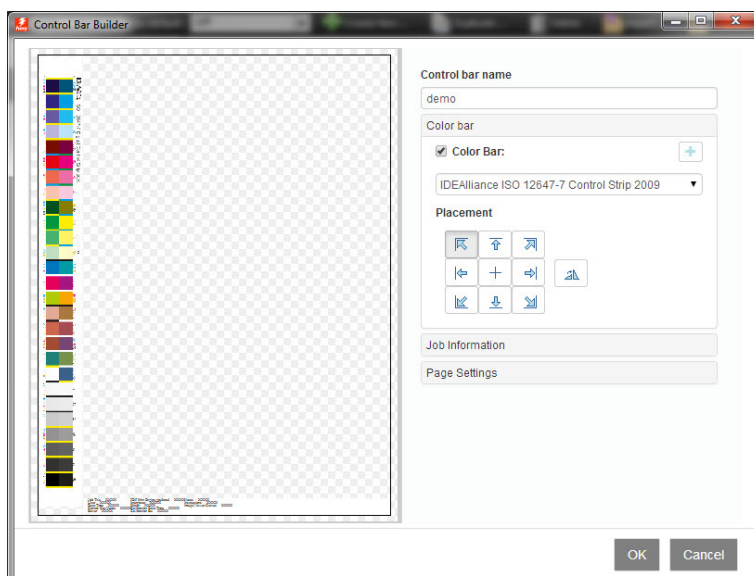 Control Bar Builder
Control bar name
demo
Color bar
Color Bar:
IDEAlliance ISO 12647-7 Control Strip 2009
Placement
Job Information
Page Settings
OK
Cancel